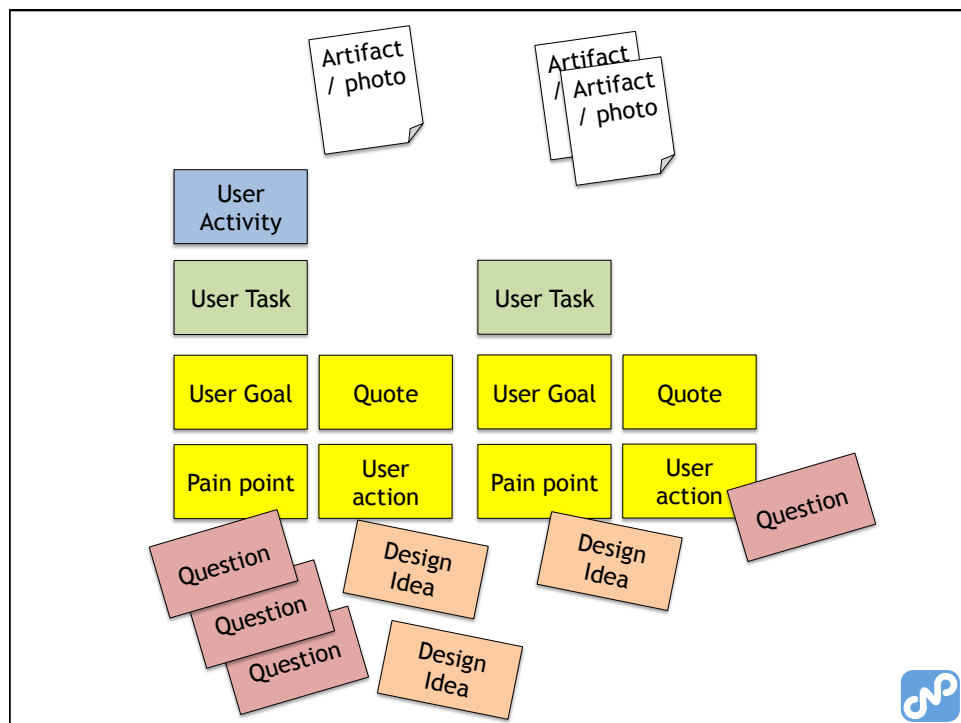 Artifact
/ photo
Artifact
/
Artifact
/ photo
User
Activity
User Task
User Task
User Goal
Quote
User Goal
Quote
Pain point
User
action
Pain point
User
action
Question
Question
Design
Idea
Design
Idea
Question
Question
Design
Idea